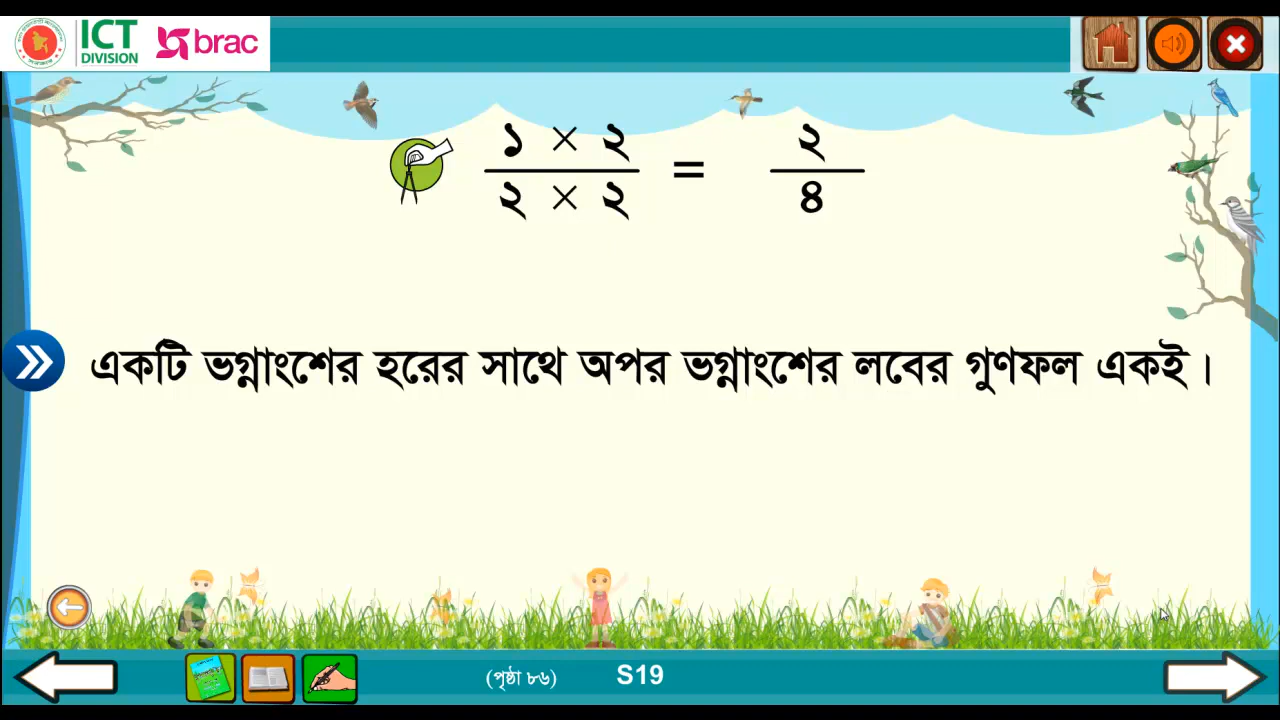 ICT
DIVISION
brac
১ × ২
২ × ২
=
২
৪
একটি ভগ্নাংশের হরের সাথে অপর ভগ্নাংশের লবের গুণফল একই।
(পৃষ্ঠা ৮৬)
S19